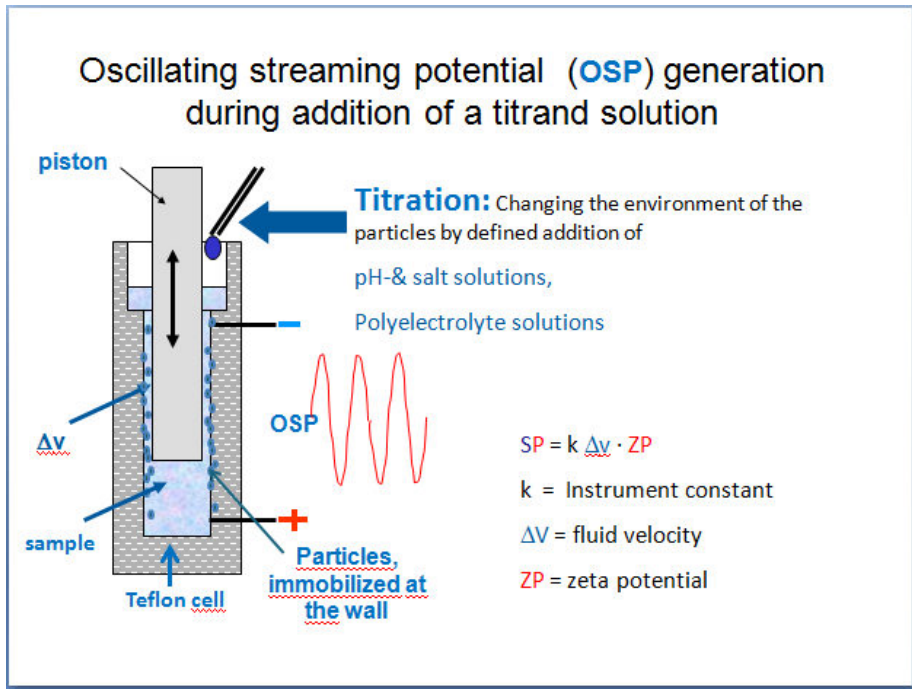 Oscillating streaming potential (OSP) generation
during addition of a titrand solution
piston
Titration: Changing the environment of the
particles by defined addition of
pH-& salt solutions,
Polyelectrolyte solutions
−
OSP
Δv
SP = k Δv · ZP
k = Instrument constant
ΔV = fluid velocity
ZP = zeta potential
+
sample
Particles,
immobilized at
the wall
Teflon cell